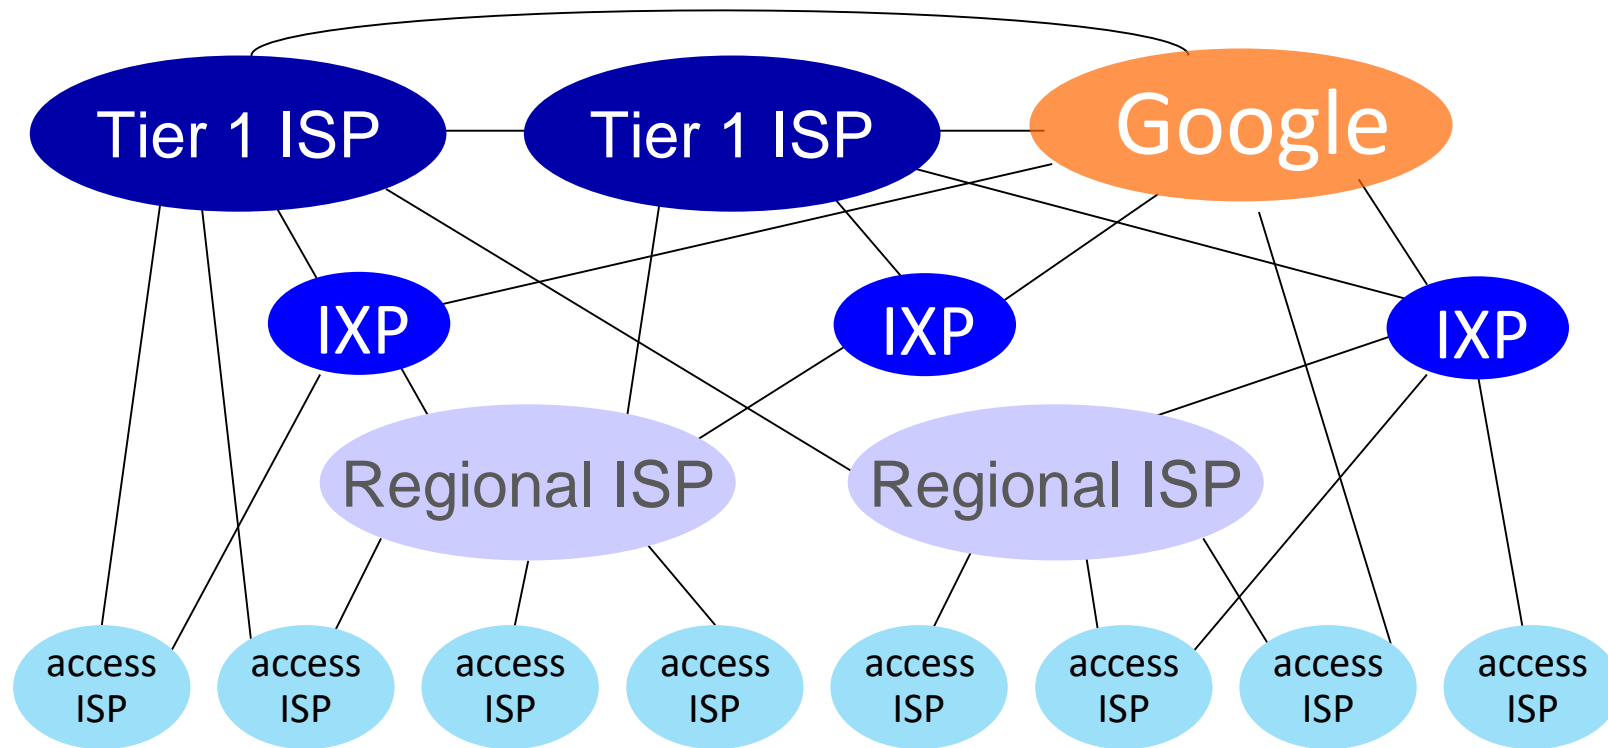 Tier 1 ISP
Tier 1 ISP
Google
IXP
IXP
IXP
Regional ISP
Regional ISP
access
ISP
access
ISP
access
ISP
access
ISP
access
ISP
access
ISP
access
ISP
access
ISP